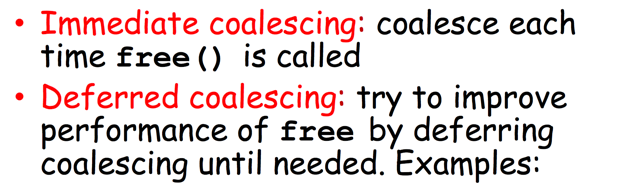 • Immediate coalescing: coalesce each
time free() is called
• Deferred coalescing: try to improve
performance of free by deferring
coalescing until needed. Examples: